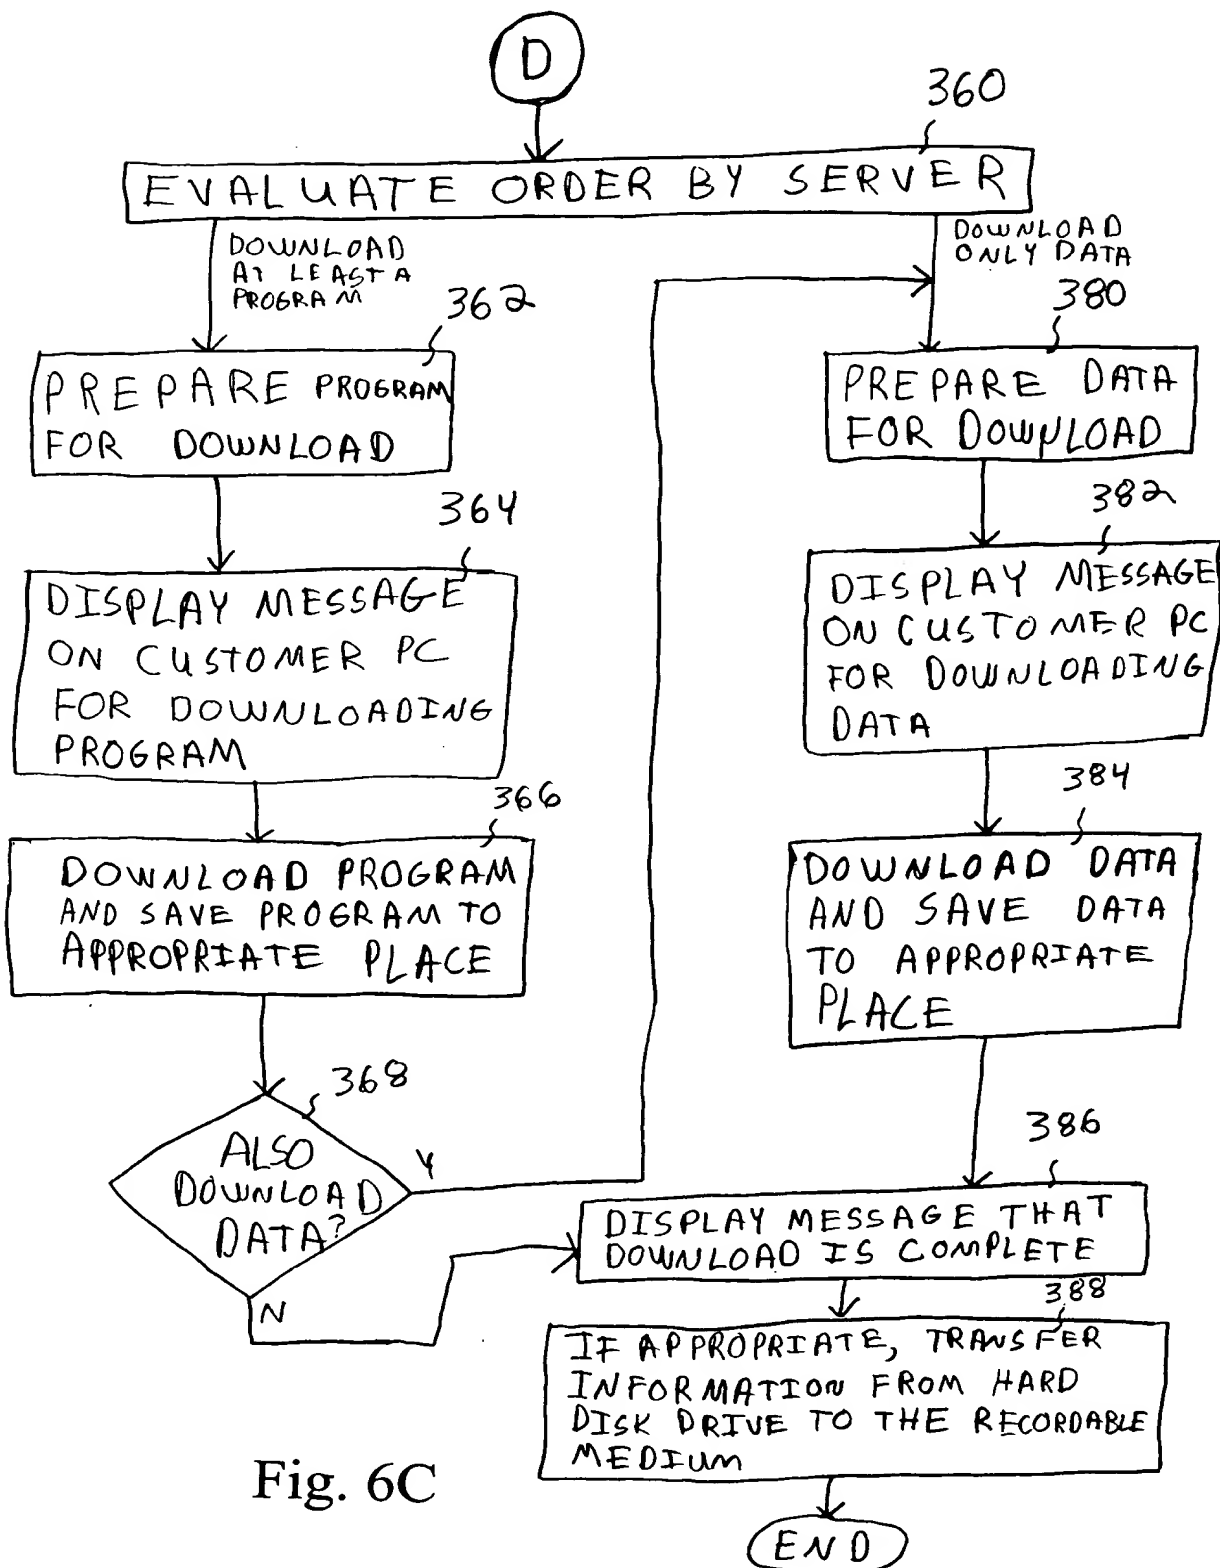 D
360
EVALUATE ORDER BY SERVER
DOWNLOAD
AT LEAST A
PROGRAM
362
PREPARE PROGRAM
FOR DOWNLOAD
364
DISPLAY MESSAGE
ON CUSTOMER PC
FOR DOWNLOADING
PROGRAM
366
DOWNLOAD PROGRAM
AND SAVE PROGRAM TO
APPROPRIATE PLACE
368
ALSO
DOWNLOAD
DATA?
Y
N
DOWNLOAD
ONLY DATA
380
PREPARE DATA
FOR DOWNLOAD
382
DISPLAY MESSAGE
ON CUSTOMER PC
FOR DOWNLOADING
DATA
384
DOWNLOAD DATA
AND SAVE DATA
TO APPROPRIATE
PLACE
386
DISPLAY MESSAGE THAT
DOWNLOAD IS COMPLETE
388
IF APPROPRIATE, TRANSFER
INFORMATION FROM HARD
DISK DRIVE TO THE RECORDABLE
MEDIUM
END
Fig. 6C